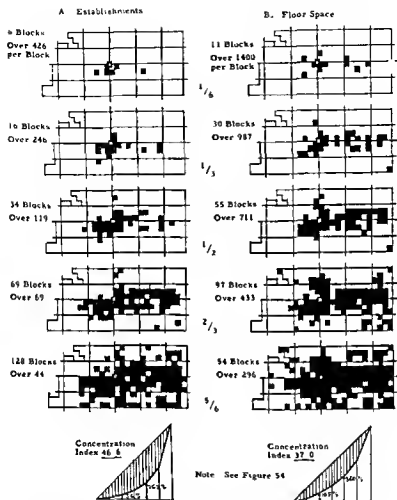 A Establishments
B. Floor Space
6 Blocks
Over 426
per Block
11 Blocks
Over 1400
per Block
1/6
16 Blocks
Over 246
30 Blocks
Over 987
1/3
34 Blocks
Over 119
55 Blocks
Over 711
1/2
69 Blocks
Over 69
97 Blocks
Over 433
2/3
128 Blocks
Over 44
54 Blocks
Over 296
5/6
Concentration
Index 46 6
Concentration
Index 37 0
Note See Figure 54